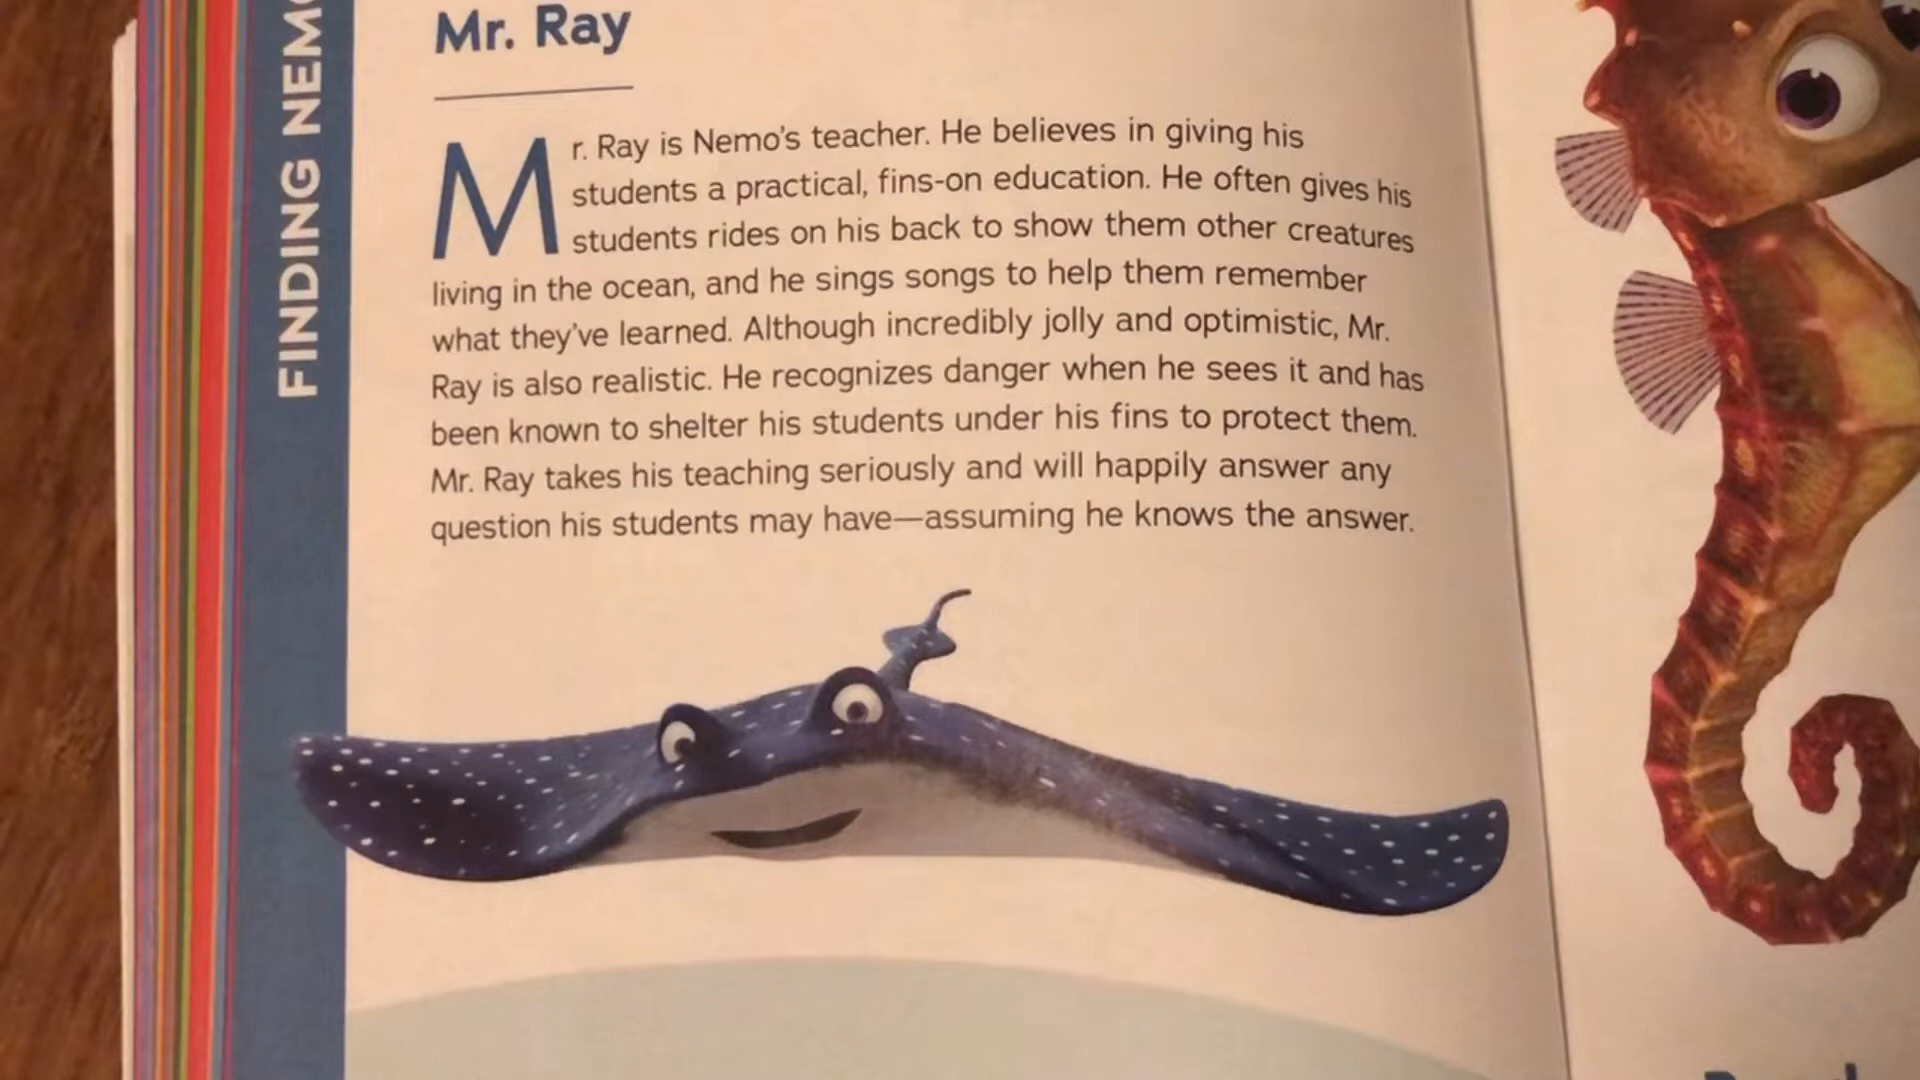 FINDING NEMO
Mr. Ray
Mr. Ray is Nemo's teacher. He believes in giving his
students a practical, fins-on education. He often gives his
students rides on his back to show them other creatures
living in the ocean, and he sings songs to help them remember
what they've learned. Although incredibly jolly and optimistic, Mr.
Ray is also realistic. He recognizes danger when he sees it and has
been known to shelter his students under his fins to protect them.
Mr. Ray takes his teaching seriously and will happily answer any
question his students may have—assuming he knows the answer.